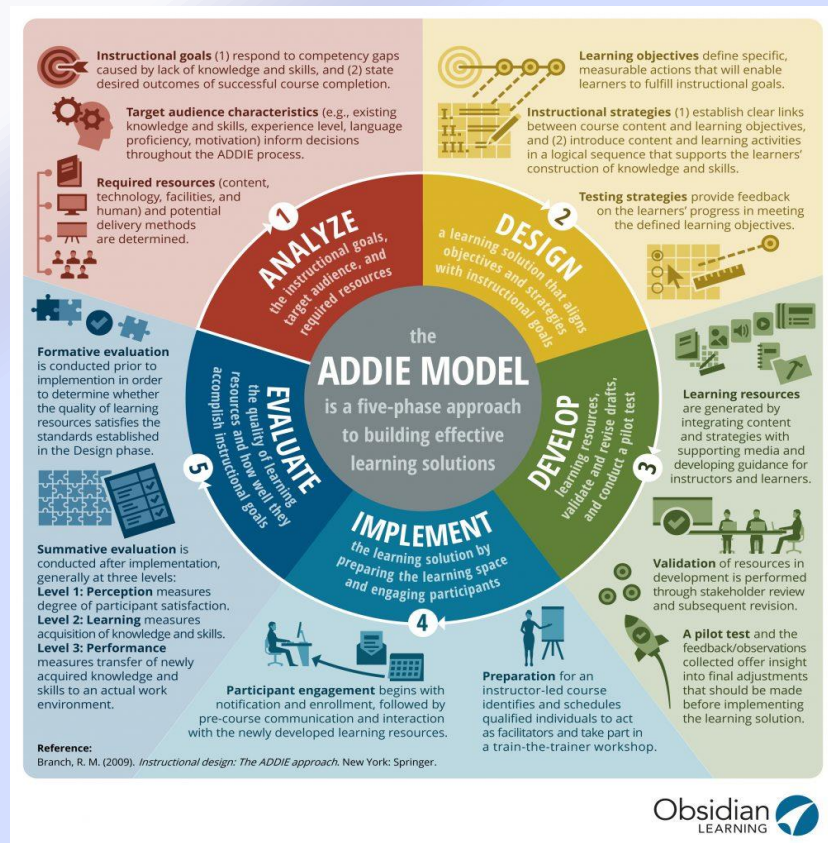 Instructional goals (1) respond to competency gaps
caused by lack of knowledge and skills, and (2) state
desired outcomes of successful course completion.
Target audience characteristics (e.g., existing
knowledge and skills, experience level, language
proficiency, motivation) inform decisions
throughout the ADDIE process.
Required resources (content,
technology, facilities, and
human) and potential
delivery methods
are determined.
Learning objectives define specific,
measurable actions that will enable
learners to fulfill instructional goals.
I.
II.
III.
Instructional strategies (1) establish clear links
between course content and learning objectives,
and (2) introduce content and learning activities
in a logical sequence that supports the learners'
construction of knowledge and skills.
Testing strategies provide feedback
on the learners' progress in meeting
the defined learning objectives.
1
ANALYZE
the instructional goals,
target audience, and
required resources
2
DESIGN
a learning solution that aligns
objectives and strategies
with instructional goals
the
ADDIE MODEL
is a five-phase approach
to building effective
learning solutions
3
DEVELOP
learning resources,
validate and revise drafts,
and conduct a pilot test
4
IMPLEMENT
the learning solution by
preparing the learning space
and engaging participants
5
EVALUATE
the quality of learning
resources and how well they
accomplish instructional goals
Learning resources
are generated by
integrating content
and strategies with
supporting media and
developing guidance for
instructors and learners.
Validation of resources in
development is performed
through stakeholder review
and subsequent revision.
A pilot test and the
feedback/observations
collected offer insight
into final adjustments
that should be made
before implementing
the learning solution.
Preparation for an
instructor-led course
identifies and schedules
qualified individuals to act
as facilitators and take part in
a train-the-trainer workshop.
Participant engagement begins with
notification and enrollment, followed by
pre-course communication and interaction
with the newly developed learning resources.
Formative evaluation
is conducted prior to
implemention in order
to determine whether
the quality of learning
resources satisfies the
standards established
in the Design phase.
Summative evaluation is
conducted after implementation,
generally at three levels:
Level 1: Perception measures
degree of participant satisfaction.
Level 2: Learning measures
acquisition of knowledge and skills.
Level 3: Performance
measures transfer of newly
acquired knowledge and
skills to an actual work
environment.
Reference:
Branch, R. M. (2009). Instructional design: The ADDIE approach. New York: Springer.
Obsidian
LEARNING